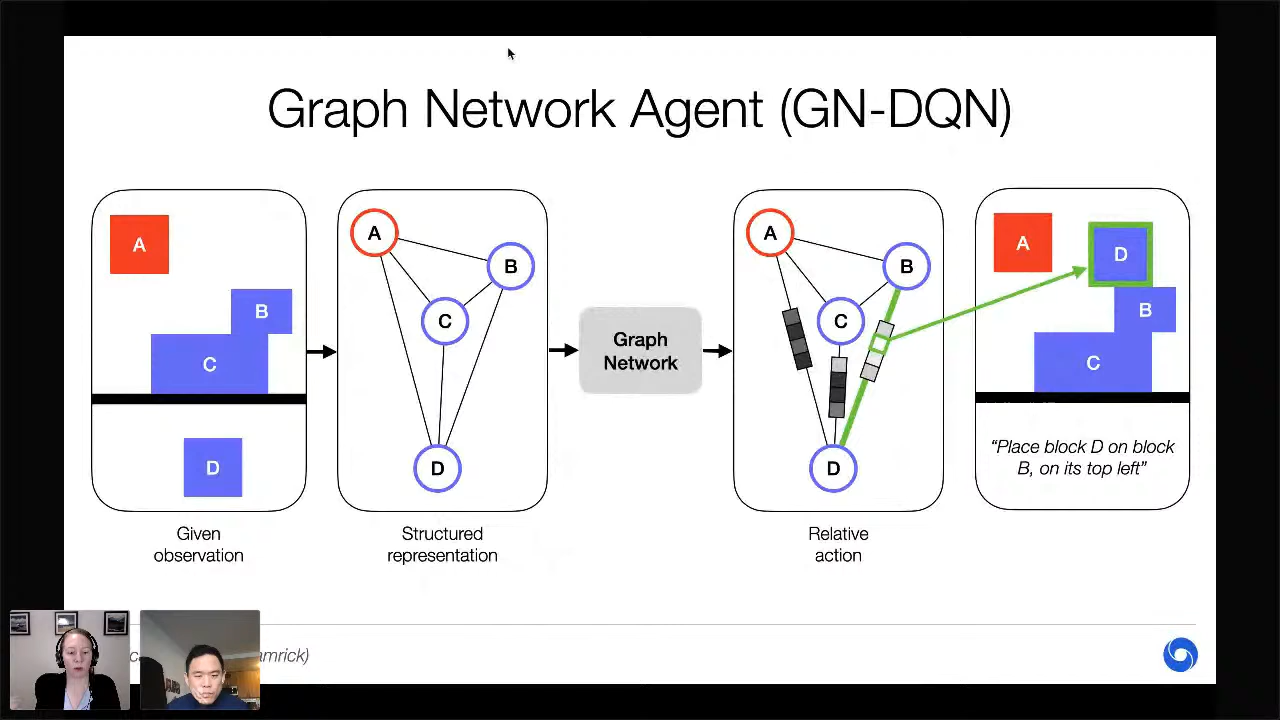 Graph Network Agent (GN-DQN)
A
B
C
D
Given
observation
A
B
C
D
Structured
representation
Graph
Network
A
B
C
D
Relative
action
A
D
B
C
“Place block D on block
B, on its top left”
amrick)